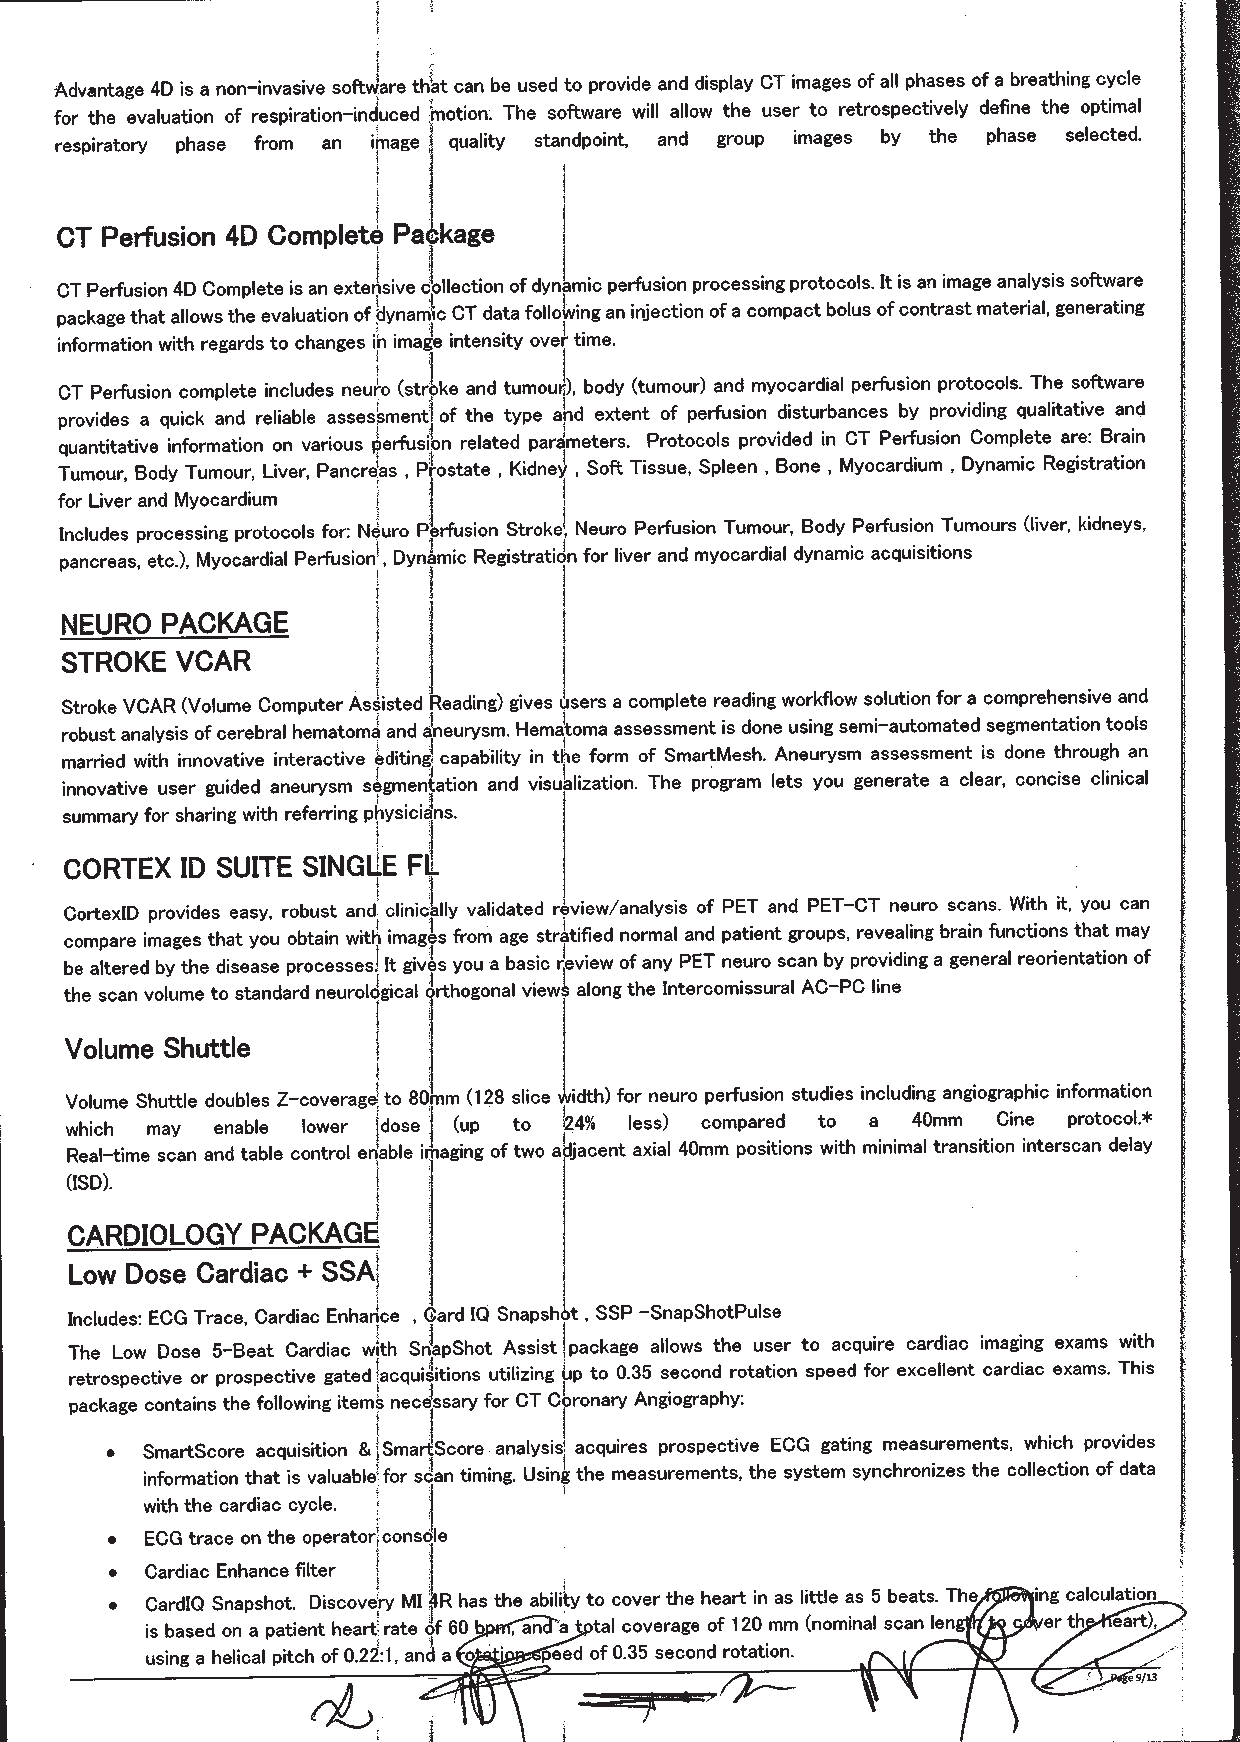 Advantage 4D is a non-invasive software that can be used to provide and display CT images of all phases of a breathing cycle
for the evaluation of respiration-induced motion. The software will allow the user to retrospectively define the optimal
respiratory phase from an image quality standpoint, and group images by the phase selected.
CT Perfusion 4D Complete Package
CT Perfusion 4D Complete is an extensive collection of dynamic perfusion processing protocols. It is an image analysis software
package that allows the evaluation of dynamic CT data following an injection of a compact bolus of contrast material, generating
information with regards to changes in image intensity over time.
CT Perfusion complete includes neuro (stroke and tumour), body (tumour) and myocardial perfusion protocols. The software
provides a quick and reliable assessment of the type and extent of perfusion disturbances by providing qualitative and
quantitative information on various perfusion related parameters. Protocols provided in CT Perfusion Complete are: Brain
Tumour, Body Tumour, Liver, Pancreas , Prostate , Kidney , Soft Tissue, Spleen , Bone , Myocardium , Dynamic Registration
for Liver and Myocardium
Includes processing protocols for: Neuro Perfusion Stroke, Neuro Perfusion Tumour, Body Perfusion Tumours (liver, kidneys,
pancreas, etc.), Myocardial Perfusion , Dynamic Registration for liver and myocardial dynamic acquisitions
NEURO PACKAGE
STROKE VCAR
Stroke VCAR (Volume Computer Assisted Reading) gives users a complete reading workflow solution for a comprehensive and
robust analysis of cerebral hematoma and aneurysm. Hematoma assessment is done using semi-automated segmentation tools
married with innovative interactive editing capability in the form of SmartMesh. Aneurysm assessment is done through an
innovative user guided aneurysm segmentation and visualization. The program lets you generate a clear, concise clinical
summary for sharing with referring physicians.
CORTEX ID SUITE SINGLE FL
CortexID provides easy, robust and clinically validated review/analysis of PET and PET-CT neuro scans. With it, you can
compare images that you obtain with images from age stratified normal and patient groups, revealing brain functions that may
be altered by the disease processes. It gives you a basic review of any PET neuro scan by providing a general reorientation of
the scan volume to standard neurological orthogonal views along the Intercomissural AC-PC line
Volume Shuttle
Volume Shuttle doubles Z-coverage to 80mm (128 slice width) for neuro perfusion studies including angiographic information
which may enable lower dose (up to 24% less) compared to a 40mm Cine protocol.*
Real-time scan and table control enable imaging of two adjacent axial 40mm positions with minimal transition interscan delay
(ISD).
CARDIOLOGY PACKAGE
Low Dose Cardiac + SSA
Includes: ECG Trace, Cardiac Enhance , Card IQ Snapshot , SSP -SnapShotPulse
The Low Dose 5-Beat Cardiac with SnapShot Assist package allows the user to acquire cardiac imaging exams with
retrospective or prospective gated acquisitions utilizing up to 0.35 second rotation speed for excellent cardiac exams. This
package contains the following items necessary for CT Coronary Angiography:
• SmartScore acquisition & SmartScore analysis acquires prospective ECG gating measurements, which provides
information that is valuable for scan timing. Using the measurements, the system synchronizes the collection of data
with the cardiac cycle.
• ECG trace on the operator console
• Cardiac Enhance filter
• CardIQ Snapshot. Discovery MI 4R has the ability to cover the heart in as little as 5 beats. The following calculation
is based on a patient heart rate of 60 bpm, and a total coverage of 120 mm (nominal scan length to cover the heart),
using a helical pitch of 0.22:1, and a rotation speed of 0.35 second rotation.
Page 9/13